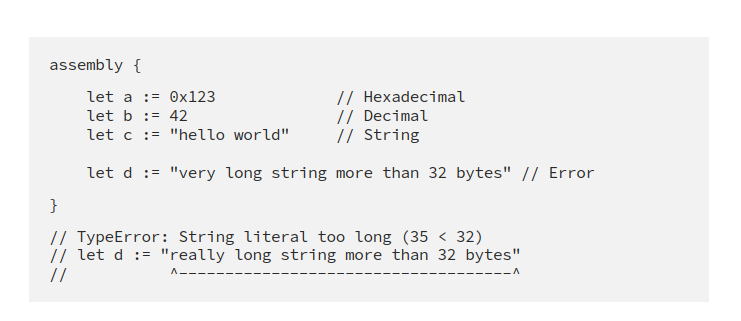 assembly {
let a := 0x123 // Hexadecimal
let b := 42 // Decimal
let c := "hello world" // String
let d := "very long string more than 32 bytes" // Error
}
// TypeError: String literal too long (35 < 32)
// let d := "really long string more than 32 bytes"
// ^------------------------------------^